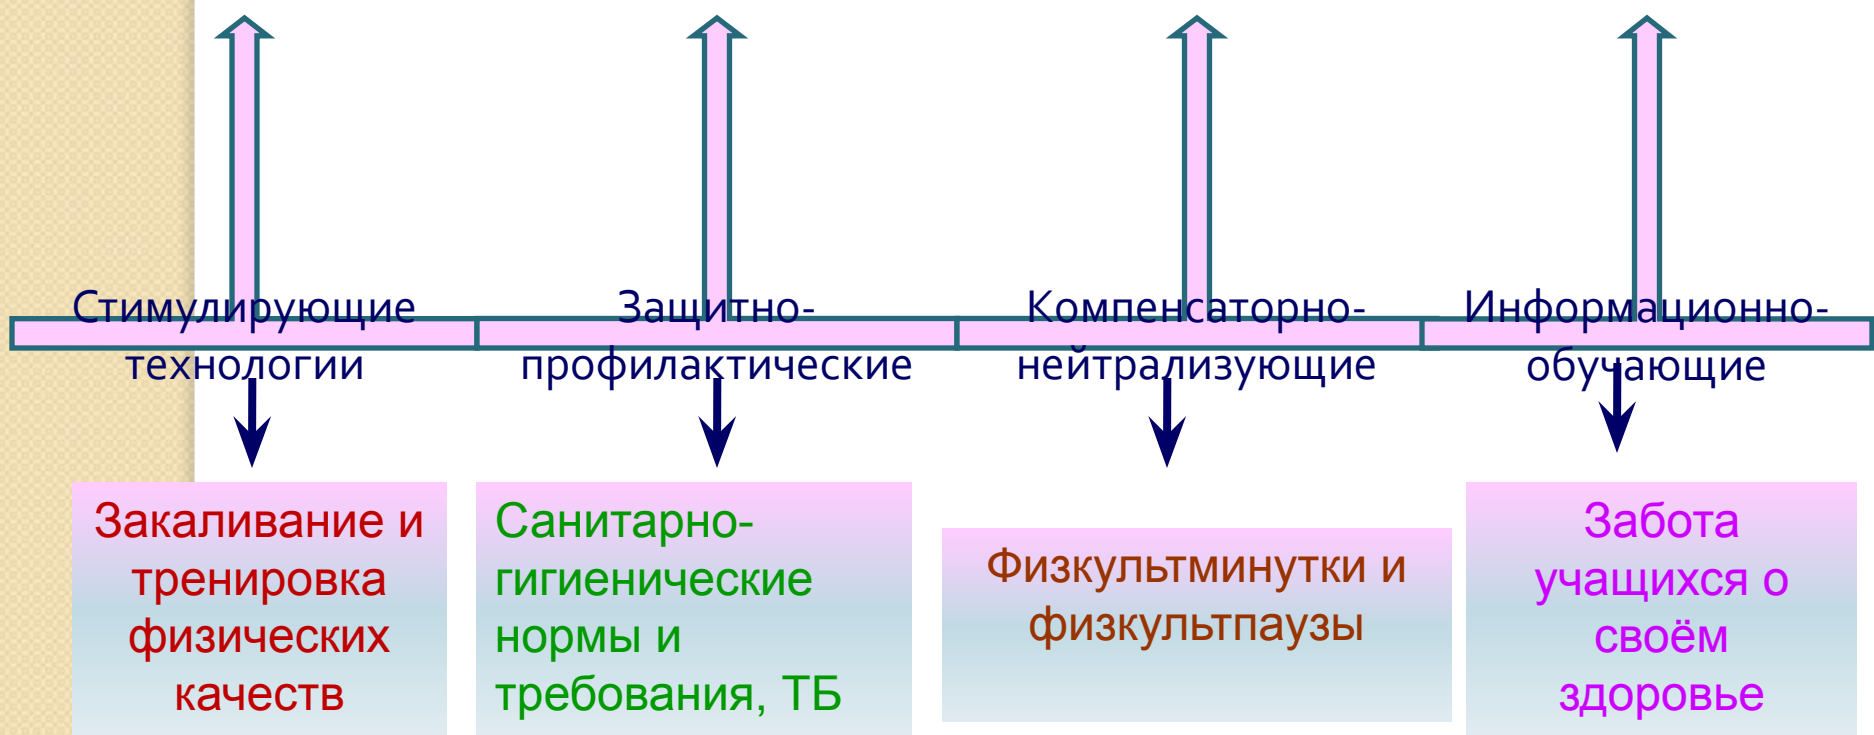 Стимулирующие
технологии
Защитно-
профилактические
Компенсаторно-
нейтрализующие
Информационно-
обучающие
Закаливание и
тренировка
физических
качеств
Санитарно-
гигиенические
нормы и
требования, ТБ
Физкультминутки и
физкультпаузы
Забота
учащихся о
своём
здоровье